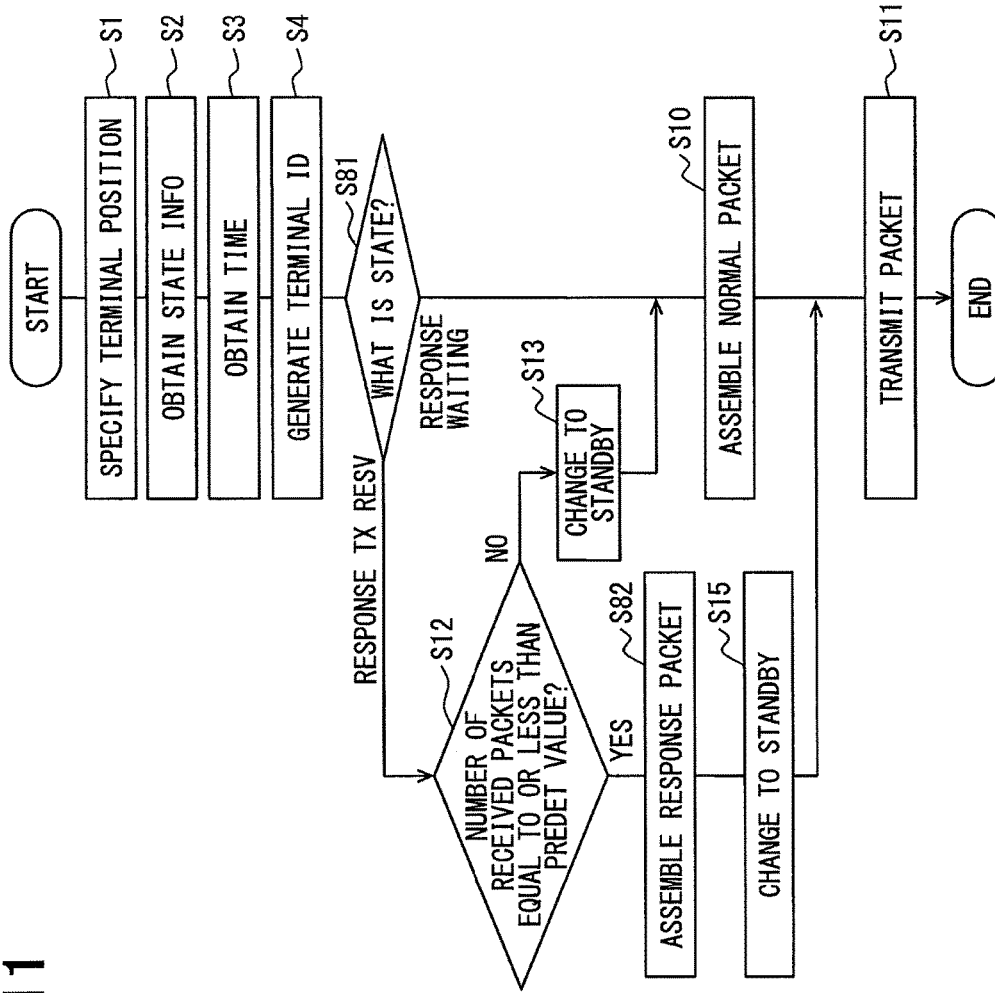 11
START
SPECIFY TERMINAL POSITION
S1
OBTAIN STATE INFO
S2
OBTAIN TIME
S3
GENERATE TERMINAL ID
S4
WHAT IS STATE?
S81
RESPONSE TX RESV
RESPONSE
WAITING
NUMBER OF
RECEIVED PACKETS
EQUAL TO OR LESS THAN
PREDET VALUE?
S12
NO
CHANGE TO
STANDBY
S13
YES
ASSEMBLE RESPONSE PACKET
S82
CHANGE TO STANDBY
S15
ASSEMBLE NORMAL PACKET
S10
TRANSMIT PACKET
S11
END